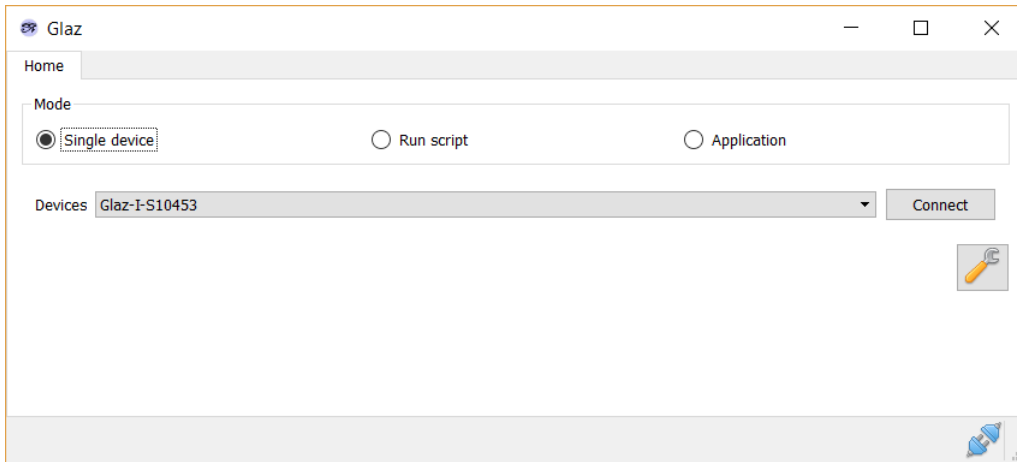 Glaz
Home
Mode
Single device Run script Application
Devices Glaz-I-S10453 Connect